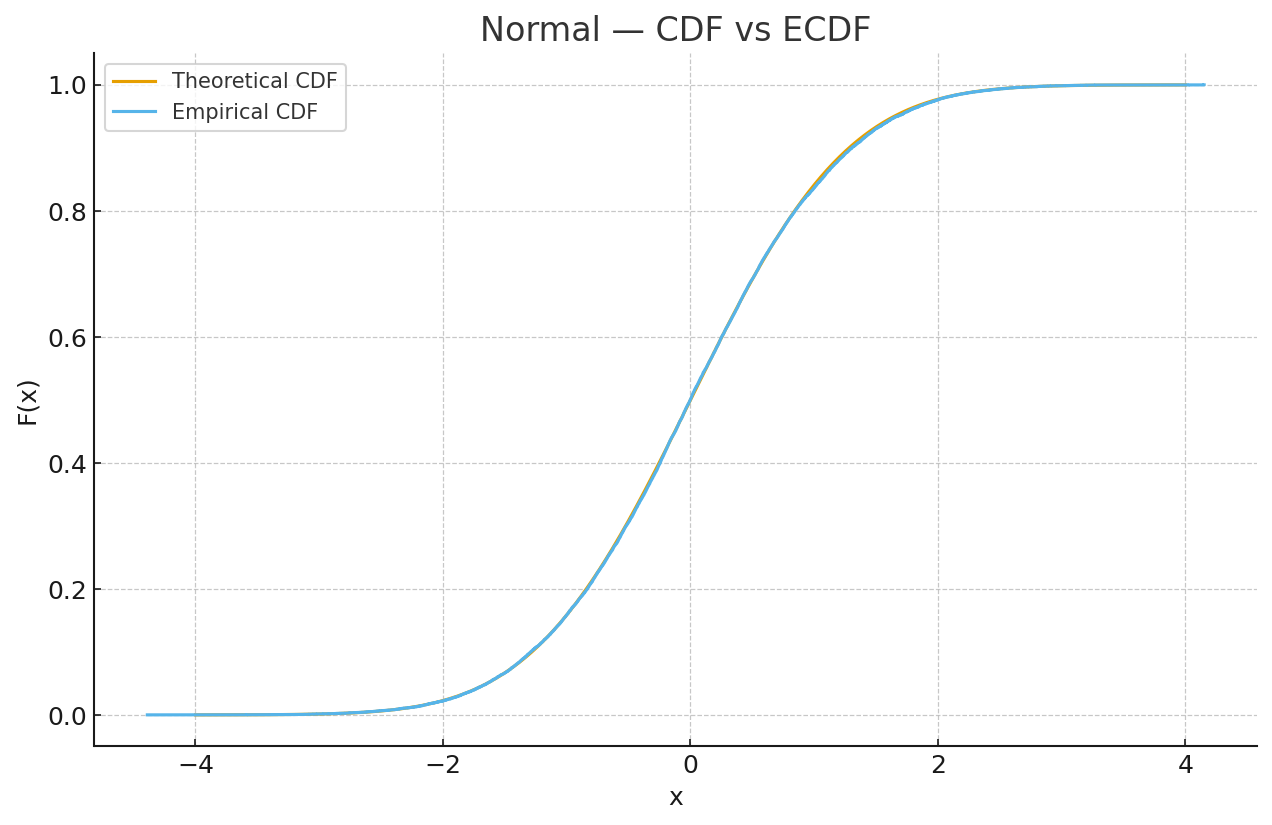 Normal — CDF vs ECDF
Theoretical CDF
Empirical CDF
F(x)
1.0
0.8
0.6
0.4
0.2
0.0
−4
−2
0
2
4
x